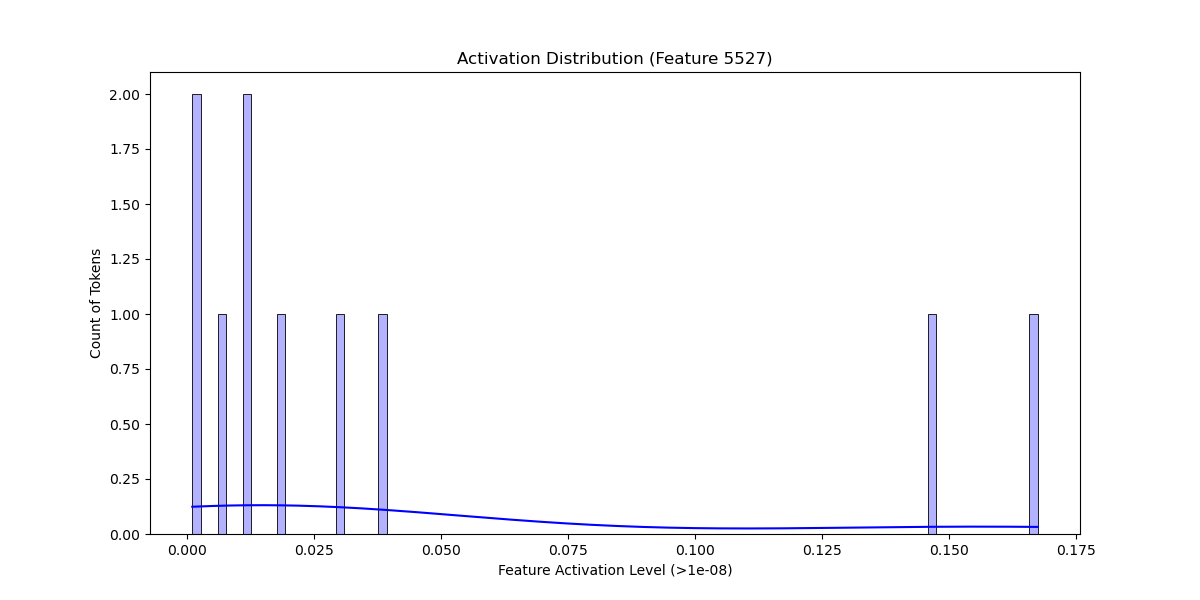 Activation Distribution (Feature 5527)
Count of Tokens
2.00
1.75
1.50
1.25
1.00
0.75
0.50
0.25
0.00
0.000 0.025 0.050 0.075 0.100 0.125 0.150 0.175
Feature Activation Level (>1e-08)